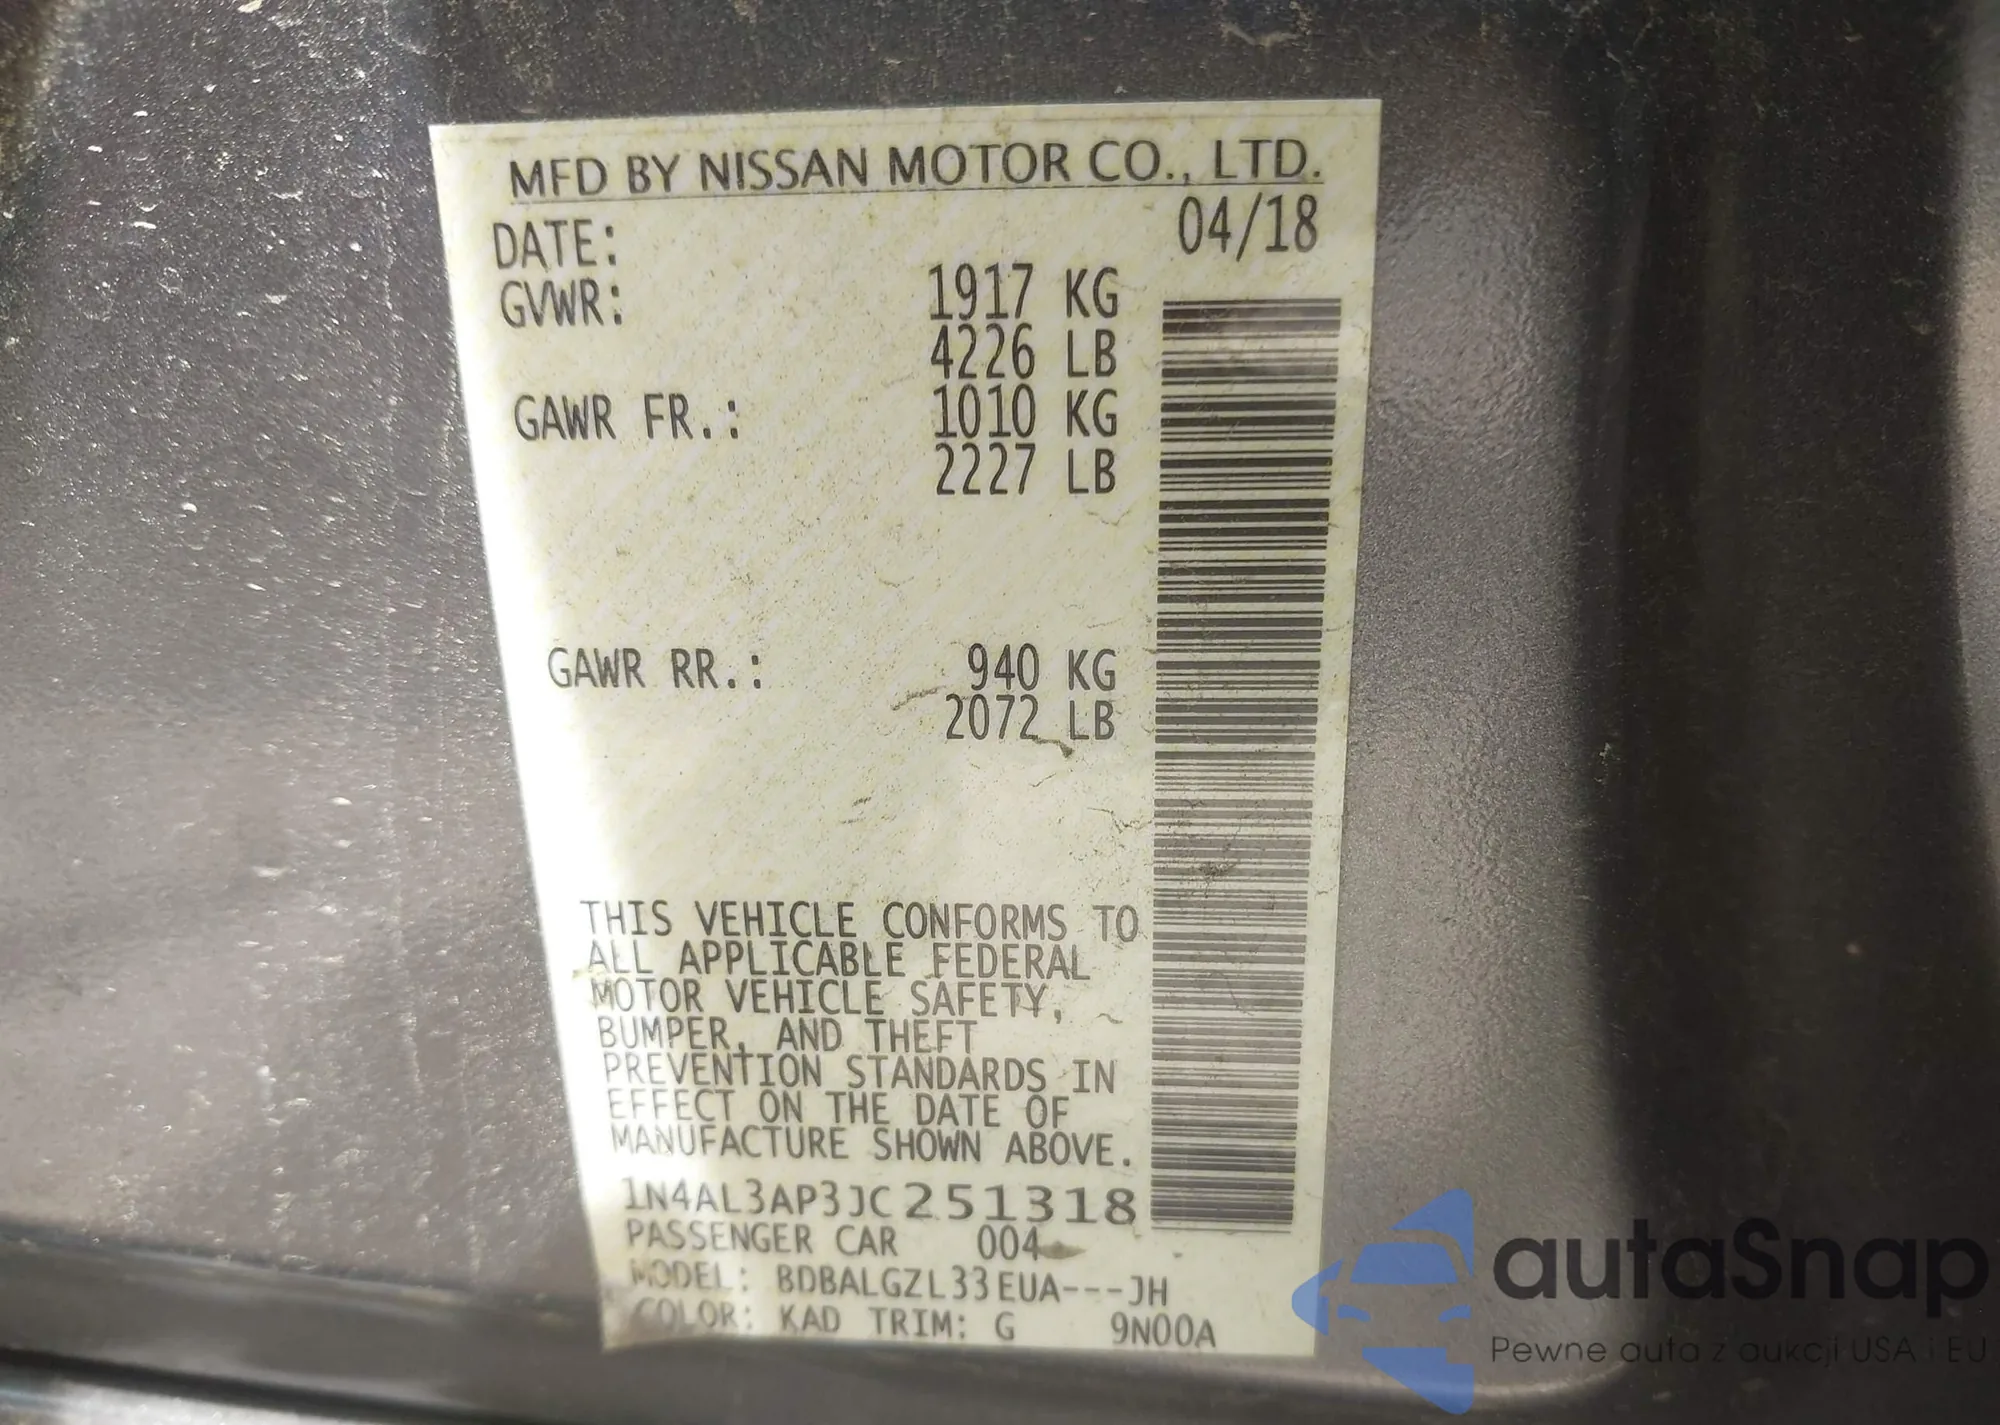 MFD BY NISSAN MOTOR CO., LTD.
DATE: 04/18
GVWR: 1917 KG
4226 LB
GAWR FR.: 1010 KG
2227 LB
GAWR RR.: 940 KG
2072 LB
THIS VEHICLE CONFORMS TO
ALL APPLICABLE FEDERAL
MOTOR VEHICLE SAFETY,
BUMPER, AND THEFT
PREVENTION STANDARDS IN
EFFECT ON THE DATE OF
MANUFACTURE SHOWN ABOVE.
1N4AL3AP3JC251318
PASSENGER CAR 004
MODEL: BDBALGZL33EUA---JH
COLOR: KAD TRIM: G 9N00A
autaSnap
Pewne auta z aukcji USA i EU